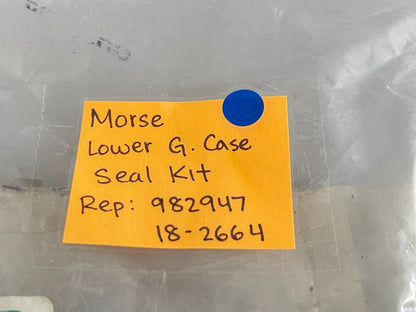 Morse
Lower G. Case
Seal Kit
Rep: 982947
18-2664